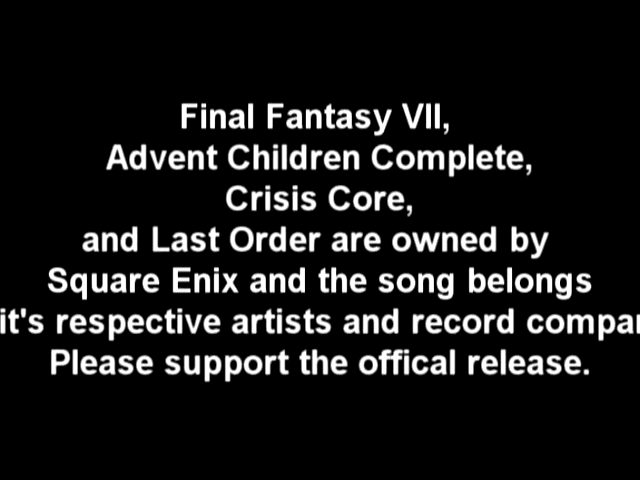 Final Fantasy VII,
Advent Children Complete,
Crisis Core,
and Last Order are owned by
Square Enix and the song belongs
it's respective artists and record
Please support the offical release.